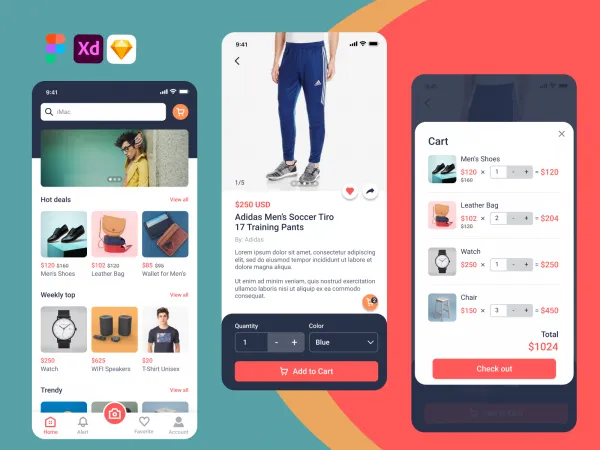 Xd
9:41
iMac
Hot deals
View all
$120 $160
Men's Shoes
$102 $120
Leather Bag
$85 $95
Wallet for Men's
Weekly top
View all
$250
Watch
$625
WIFI Speakers
$20
T-Shirt Unisex
Trendy
View all
Home
Alert
Favorite
Account
9:41
1/5
$250 USD
Adidas Men's Soccer Tiro
17 Training Pants
By: Adidas
Lorem ipsum dolor sit amet, consectetur adipiscing
elit, sed do eiusmod tempor incididunt ut labore et
dolore magna aliqua.
Ut enim ad minim veniam, quis nostrud exercitation
ullamco laboris nisi ut aliquip ex ea commodo
consequat.
2
Quantity
Color
1 - +
Blue
Add to Cart
Cart
Men's Shoes
$120 × 1 - + = $120
$160
Leather Bag
$102 × 2 - + = $204
$120
Watch
$250 × 1 - + = $250
Chair
$150 × 3 - + = $450
Total
$1024
Check out